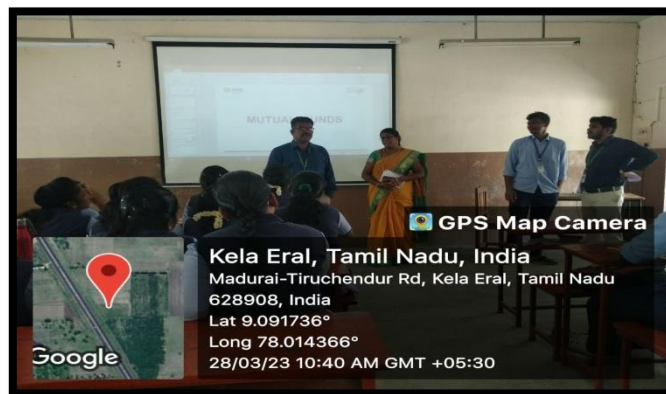 MUTUAL FUNDS
GPS Map Camera
Kela Eral, Tamil Nadu, India
Madurai-Tiruchendur Rd, Kela Eral, Tamil Nadu
628908, India
Lat 9.091736°
Long 78.014366°
28/03/23 10:40 AM GMT +05:30
Google